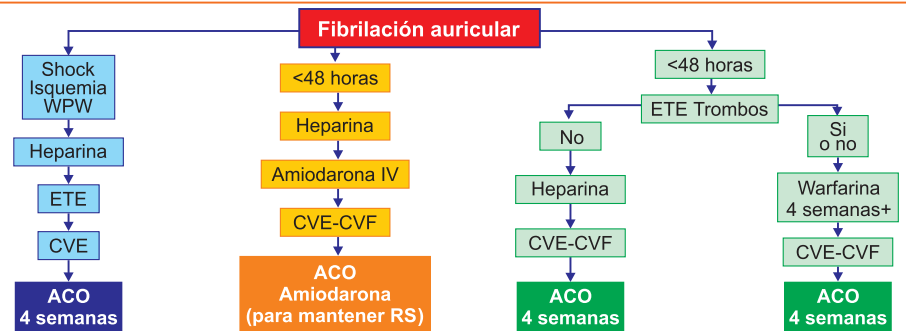 Fibrilación auricular
Shock
Isquemia
WPW
Heparina
ETE
CVE
ACO
4 semanas
<48 horas
Heparina
Amiodarona IV
CVE-CVF
ACO
Amiodarona
(para mantener RS)
<48 horas
ETE Trombos
No
Heparina
CVE-CVF
ACO
4 semanas
Si
o no
Warfarina
4 semanas+
CVE-CVF
ACO
4 semanas